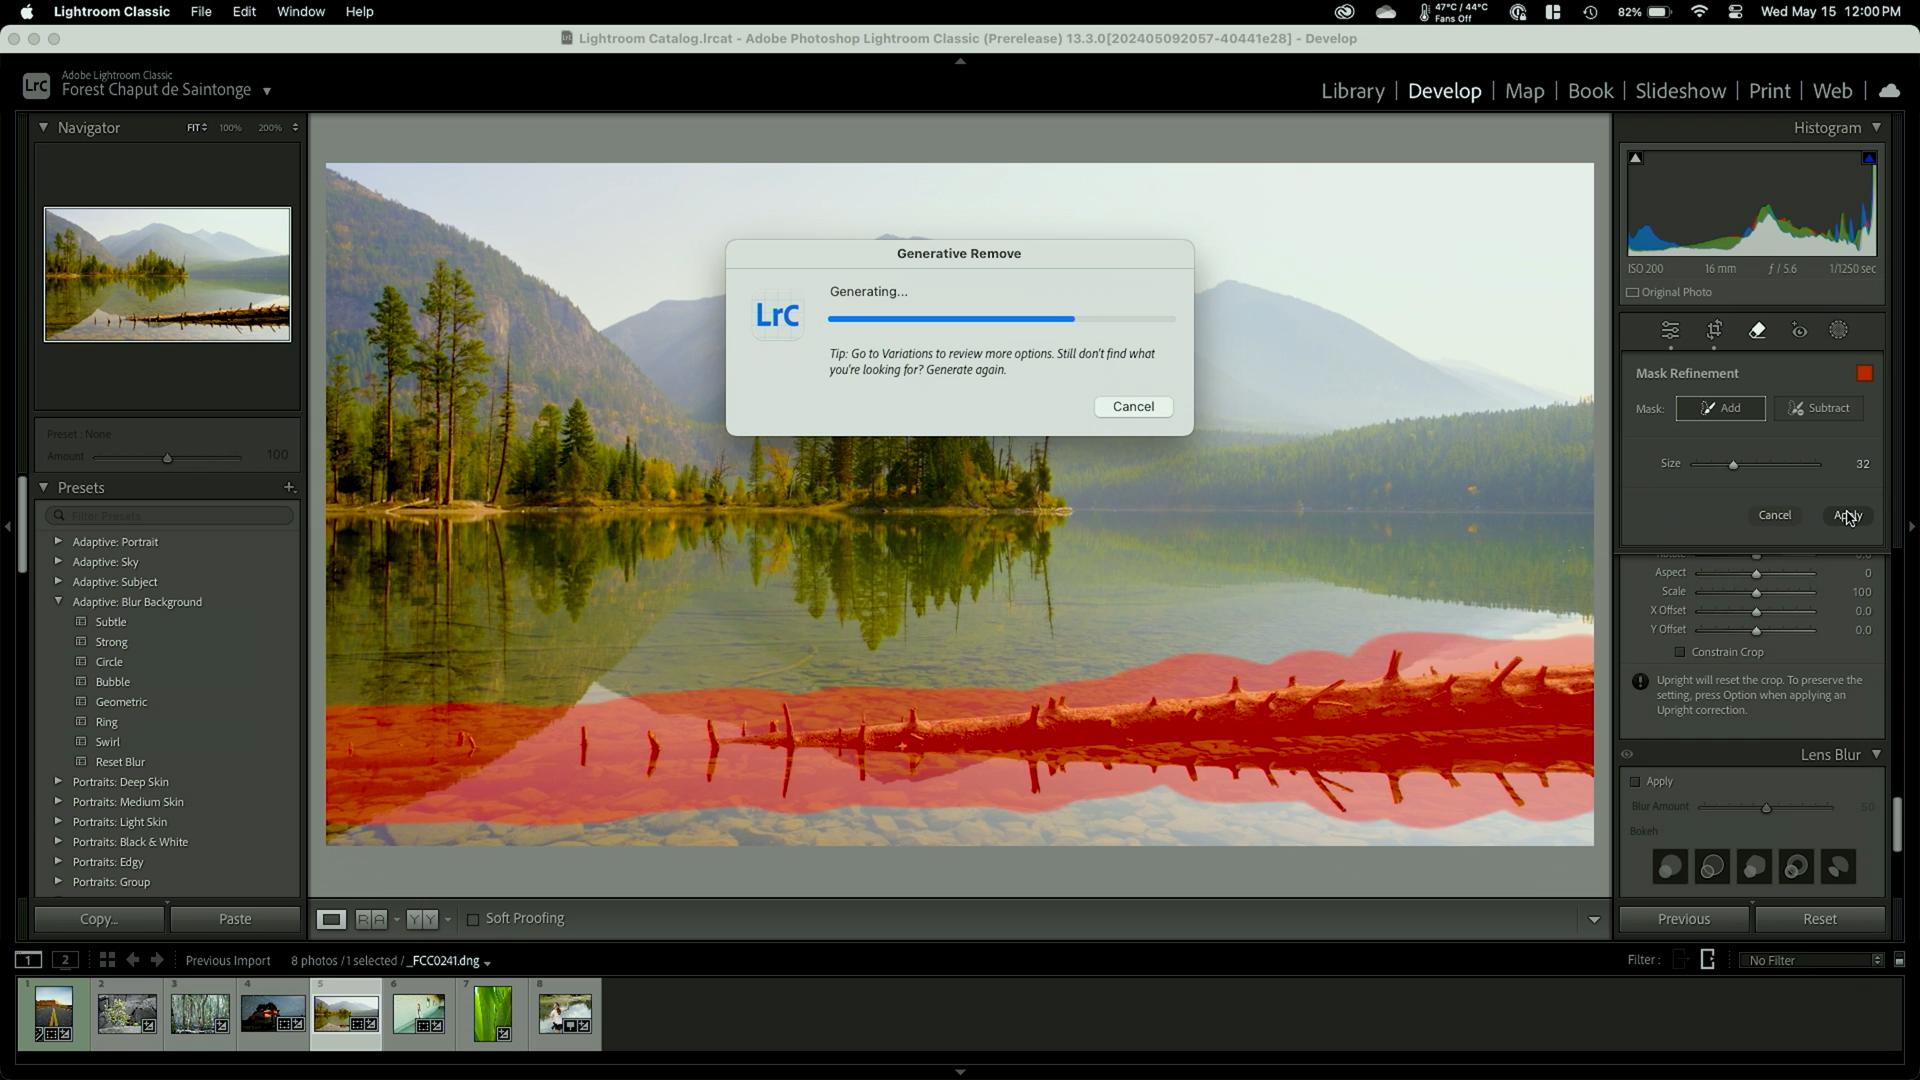 Lightroom Classic File Edit Window Help
47°C / 44°C
Fans Off
82%
Wed May 15 12:00 PM
Lightroom Catalog.lrcat - Adobe Photoshop Lightroom Classic (Prerelease) 13.3.0[202405092057-40441e28] - Develop
LrC
Adobe Lightroom Classic
Forest Chaput de Saintonge
Library | Develop | Map | Book | Slideshow | Print | Web
Navigator FIT 100% 200%
Preset : None
Amount 100
Presets
Filter Presets
Adaptive: Portrait
Adaptive: Sky
Adaptive: Subject
Adaptive: Blur Background
Subtle
Strong
Circle
Bubble
Geometric
Ring
Swirl
Reset Blur
Portraits: Deep Skin
Portraits: Medium Skin
Portraits: Light Skin
Portraits: Black & White
Portraits: Edgy
Portraits: Group
Copy... Paste
Generative Remove
LrC
Generating...
Tip: Go to Variations to review more options. Still don't find what
you're looking for? Generate again.
Cancel
RA YY Soft Proofing
Histogram
ISO 200 16 mm ƒ / 5.6 1/1250 sec
Original Photo
Mask Refinement
Mask: Add Subtract
Size 32
Cancel Apply
Aspect 0
Scale 100
X Offset 0.0
Y Offset 0.0
Constrain Crop
Upright will reset the crop. To preserve the
setting, press Option when applying an
Upright correction.
Lens Blur
Apply
Blur Amount 50
Bokeh
Previous Reset
1 2 Previous Import 8 photos / 1 selected / _FCC0241.dng
Filter : No Filter
1 2 3 4 5 6 7 8